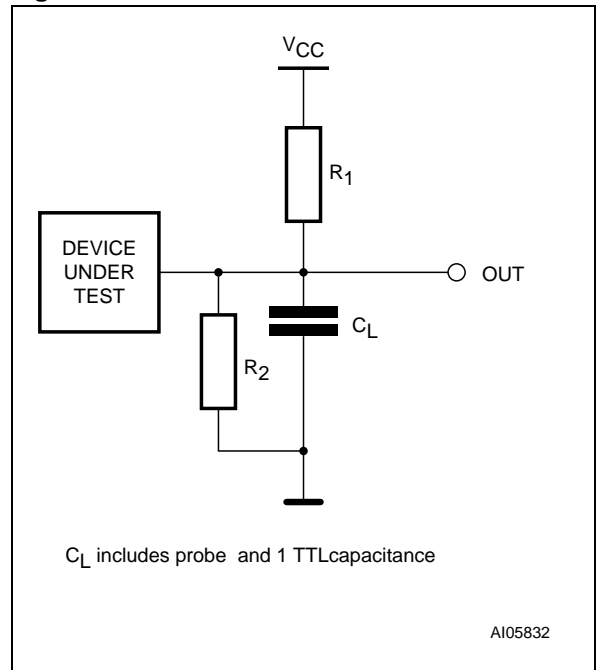 VCC
R1
DEVICE
UNDER
TEST
OUT
CL
R2
CL includes probe and 1 TTLcapacitance
AI05832